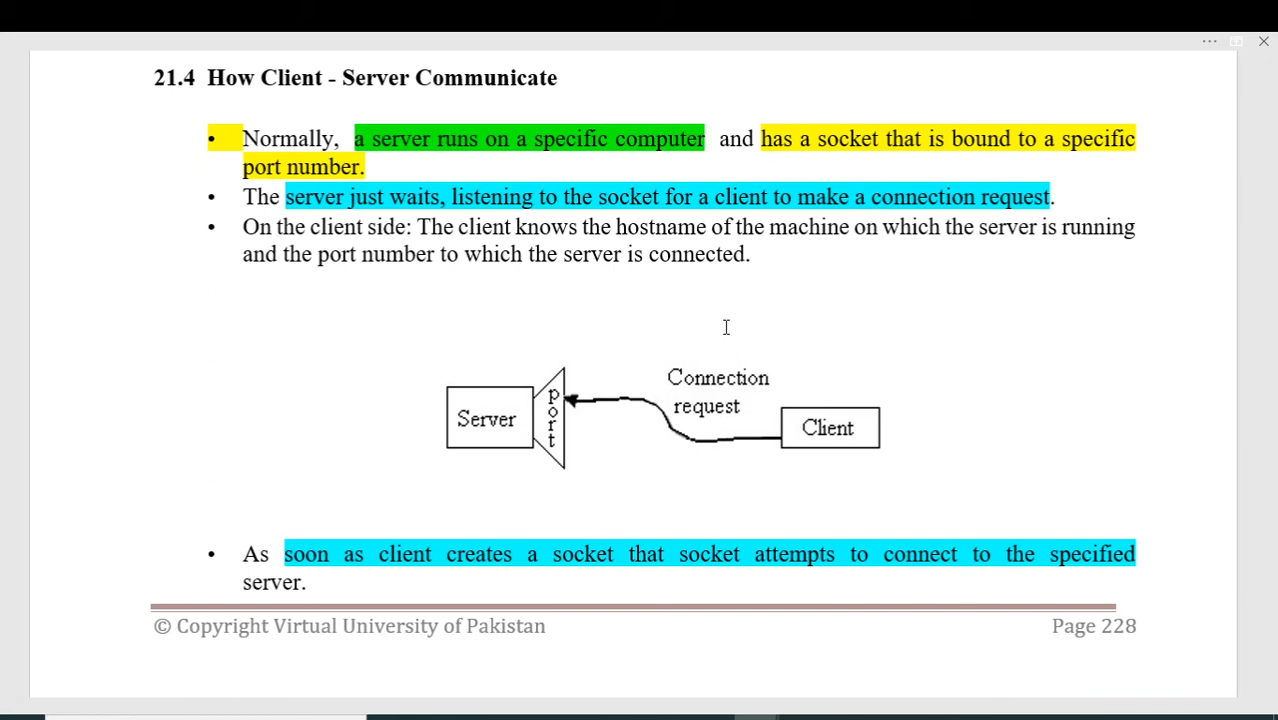 21.4 How Client - Server Communicate
• Normally, a server runs on a specific computer and has a socket that is bound to a specific
port number.
• The server just waits, listening to the socket for a client to make a connection request.
• On the client side: The client knows the hostname of the machine on which the server is running
and the port number to which the server is connected.
Connection
request
Server
port
Client
• As soon as client creates a socket that socket attempts to connect to the specified
server.
© Copyright Virtual University of Pakistan Page 228